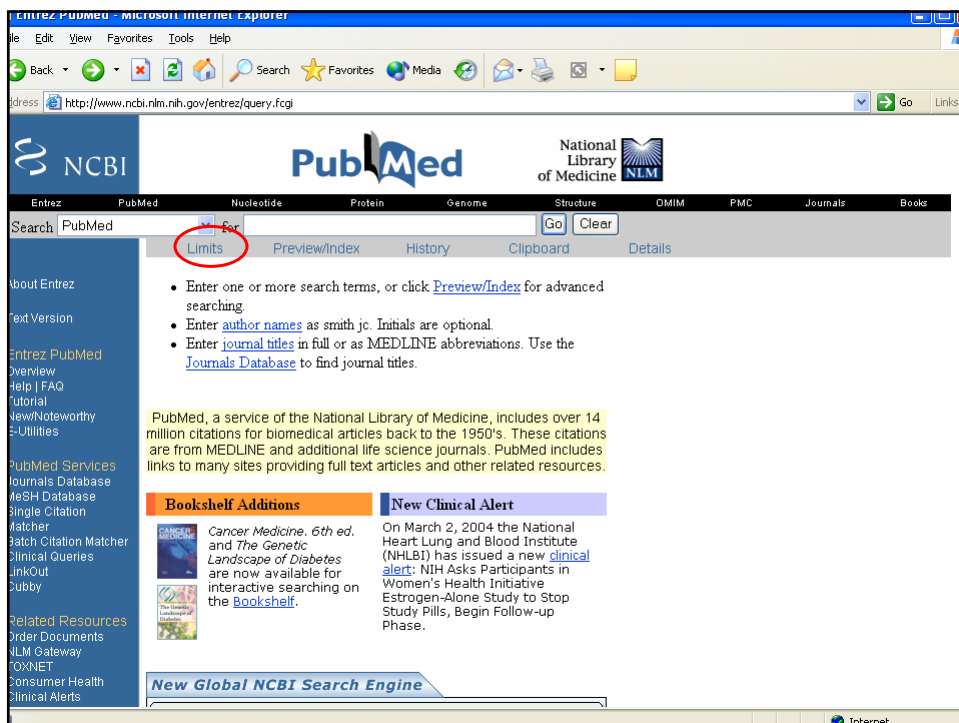 Entrez PubMed - Microsoft Internet Explorer
ile Edit View Favorites Tools Help
Back Search Favorites Media
ddress http://www.ncbi.nlm.nih.gov/entrez/query.fcgi Go Links
NCBI
PubMed
National
Library
of Medicine NLM
Entrez PubMed Nucleotide Protein Genome Structure OMIM PMC Journals Books
Search PubMed for Go Clear
Limits Preview/Index History Clipboard Details
About Entrez
Text Version
Entrez PubMed
Overview
Help | FAQ
Tutorial
New/Noteworthy
E-Utilities
PubMed Services
Journals Database
MeSH Database
Single Citation
Matcher
Batch Citation Matcher
Clinical Queries
LinkOut
Cubby
Related Resources
Order Documents
NLM Gateway
TOXNET
Consumer Health
Clinical Alerts
• Enter one or more search terms, or click Preview/Index for advanced
searching.
• Enter author names as smith jc. Initials are optional.
• Enter journal titles in full or as MEDLINE abbreviations. Use the
Journals Database to find journal titles.
PubMed, a service of the National Library of Medicine, includes over 14
million citations for biomedical articles back to the 1950's. These citations
are from MEDLINE and additional life science journals. PubMed includes
links to many sites providing full text articles and other related resources.
Bookshelf Additions
CANCER
MEDICINE
The Genetic
Landscape of
Diabetes
Cancer Medicine. 6th ed.
and The Genetic
Landscape of Diabetes
are now available for
interactive searching on
the Bookshelf.
New Clinical Alert
On March 2, 2004 the National
Heart Lung and Blood Institute
(NHLBI) has issued a new clinical
alert: NIH Asks Participants in
Women's Health Initiative
Estrogen-Alone Study to Stop
Study Pills, Begin Follow-up
Phase.
New Global NCBI Search Engine
Internet